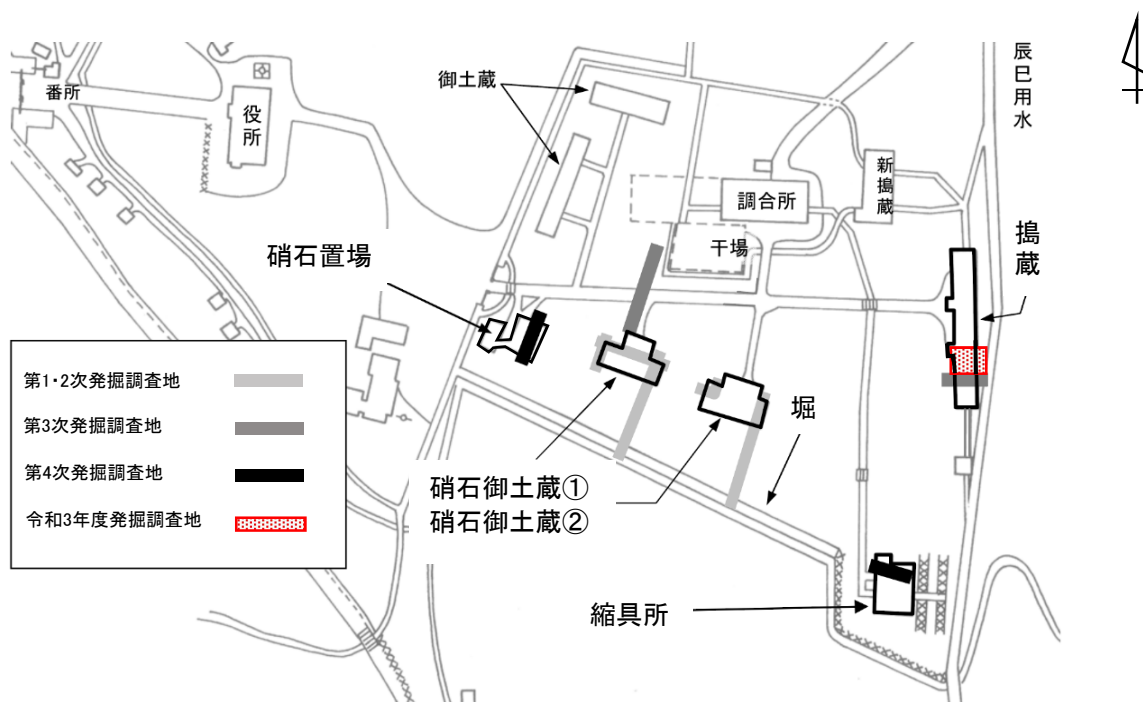 番所
役所
御土蔵
辰巳用水
新搗蔵
調合所
干場
搗蔵
硝石置場
第1・2次発掘調査地
第3次発掘調査地
第4次発掘調査地
令和3年度発掘調査地
堀
硝石御土蔵①
硝石御土蔵②
縮具所